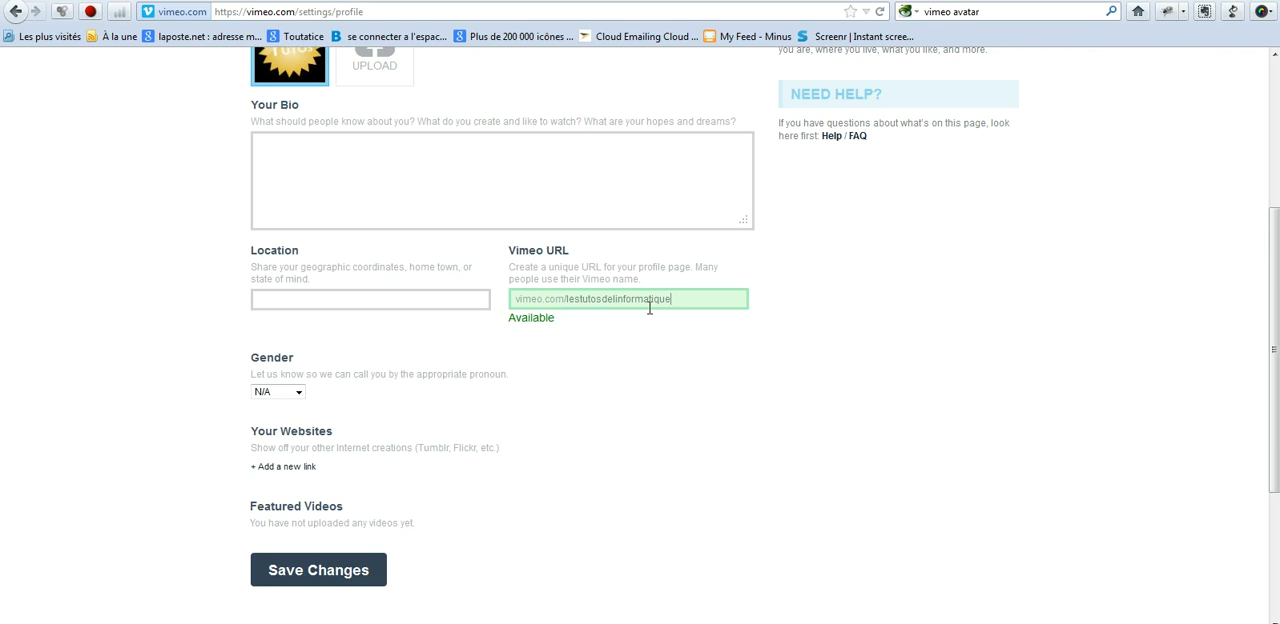 vimeo.com https://vimeo.com/settings/profile vimeo avatar
Les plus visités À la une laposte.net : adresse m... Toutatice se connecter a l'espac... Plus de 200 000 icônes ... Cloud Emailing Cloud ... My Feed - Minus Screenr | Instant scree...
Tutos
UPLOAD
you are, where you live, what you like, and more.
NEED HELP?
If you have questions about what's on this page, look
here first: Help / FAQ
Your Bio
What should people know about you? What do you create and like to watch? What are your hopes and dreams?
Location
Share your geographic coordinates, home town, or
state of mind.
Vimeo URL
Create a unique URL for your profile page. Many
people use their Vimeo name.
vimeo.com/lestutosdelinformatique
Available
Gender
Let us know so we can call you by the appropriate pronoun.
N/A
Your Websites
Show off your other Internet creations (Tumblr, Flickr, etc.)
+ Add a new link
Featured Videos
You have not uploaded any videos yet.
Save Changes